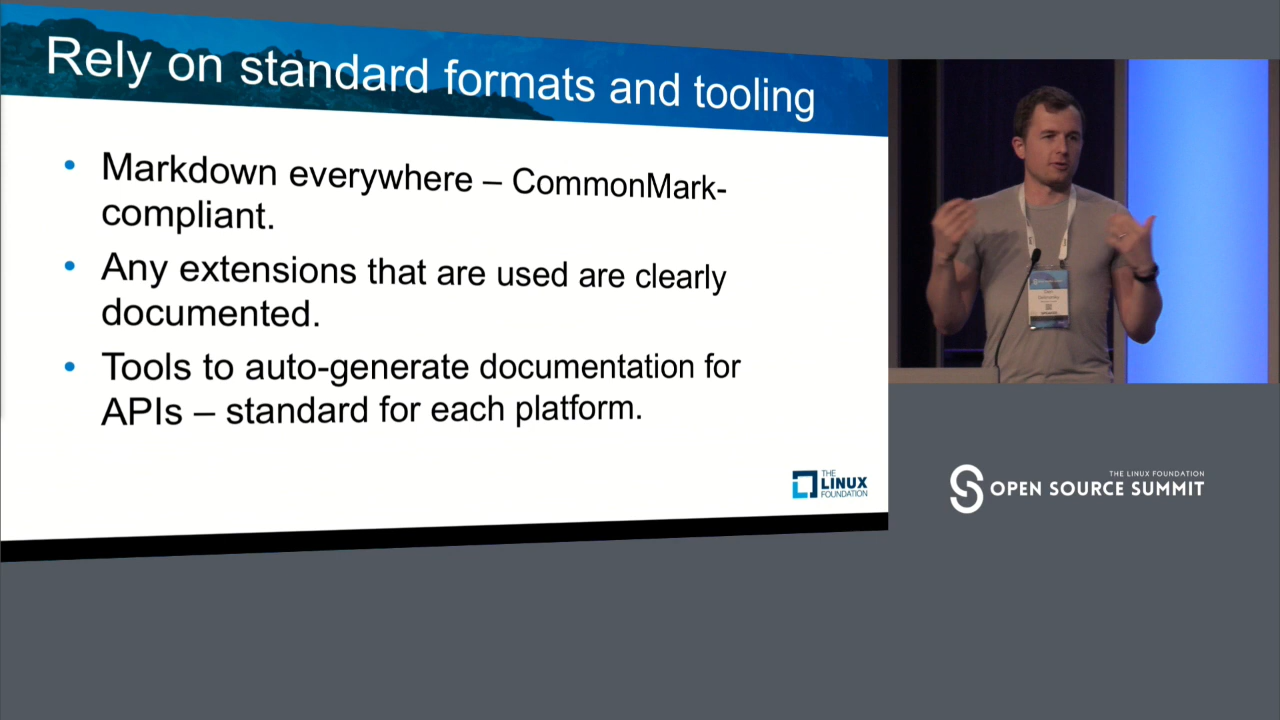 Rely on standard formats and tooling
• Markdown everywhere – CommonMark-
compliant.
• Any extensions that are used are clearly
documented.
• Tools to auto-generate documentation for
APIs – standard for each platform.
THE
LINUX
FOUNDATION
THE LINUX FOUNDATION
OPEN SOURCE SUMMIT